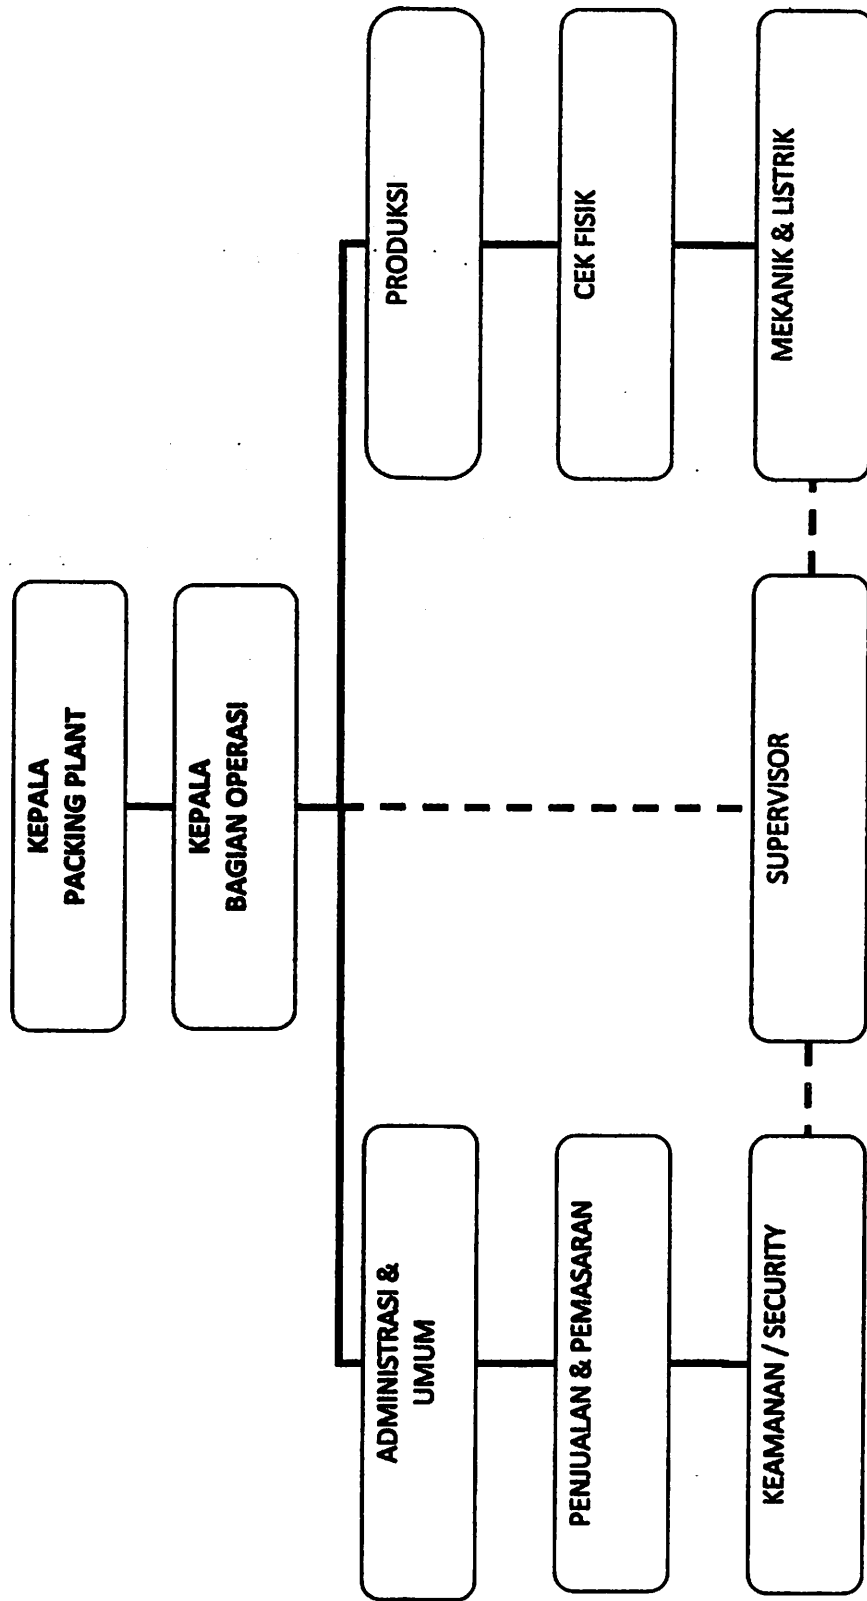 KEPALA
PACKING PLANT
KEPALA
BAGIAN OPERASI
ADMINISTRASI &
UMUM
PRODUKSI
PENJUALAN & PEMASARAN
CEK FISIK
KEAMANAN / SECURITY
SUPERVISOR
MEKANIK & LISTRIK